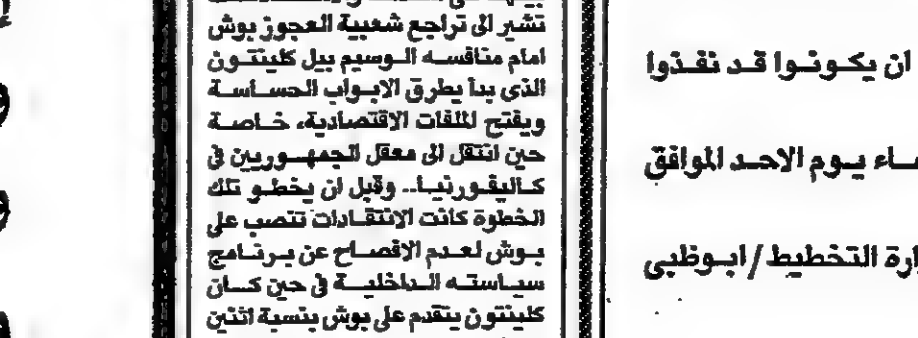 تشير الى تراجع شعبية العجوز بوش
امام منافسه الوسيم بيل كلينتون
الذي بدأ يطرق الابواب الحساسة
ويفتح الملفات الاقتصادية، خاصة
حين انتقل الى معقل الجمهوريين في
كاليفورنيا.. وقبل ان يخطو تلك
الخطوة كانت الانتقادات تنصب على
بوش لعدم الافصاح عن برنامج
سياسته الداخلية في حين كان
كلينتون يتقدم على بوش بنسبة اثنين
ان يكونوا قد نفذوا
يوم الاحد الموافق
التخطيط / ابوظبي